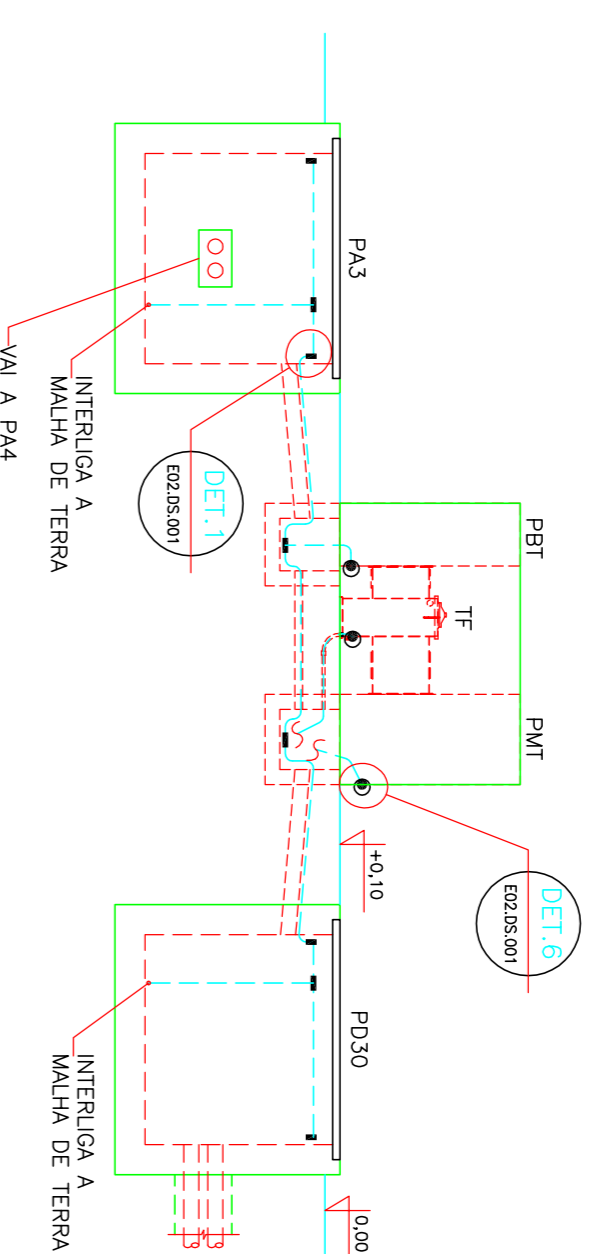 PA3
PBT
TF
PMT
PD30
+0,10
0,00
DET.1
E02.DS.001
DET.6
E02.DS.001
INTERLIGA A
MALHA DE TERRA
VAI A PA4
INTERLIGA A
MALHA DE TERRA